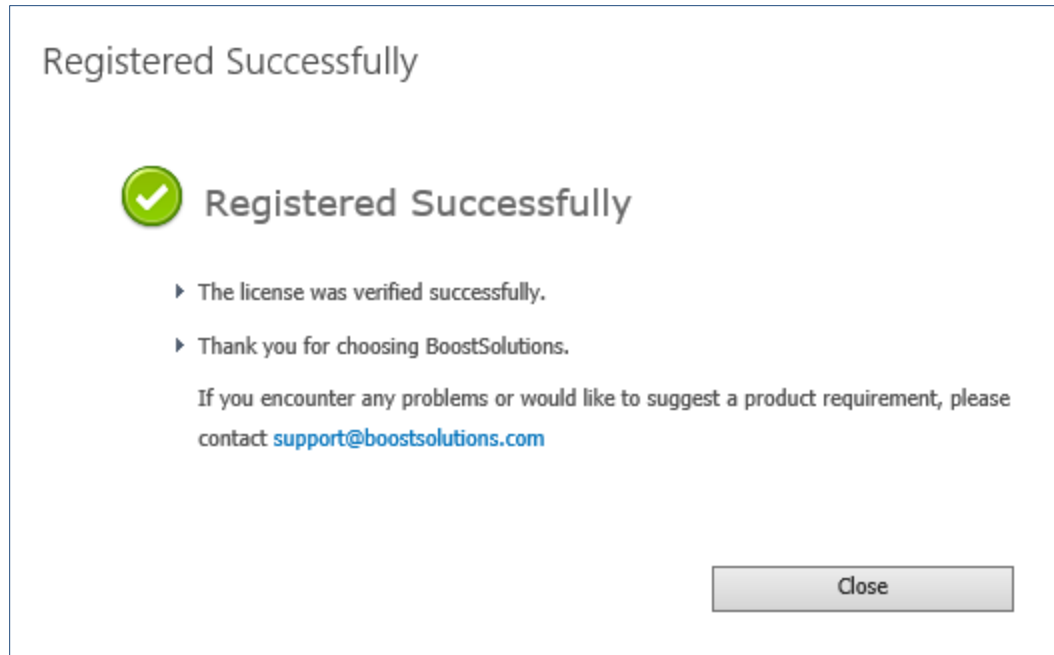 Registered Successfully
Registered Successfully
The license was verified successfully.
Thank you for choosing BoostSolutions.
If you encounter any problems or would like to suggest a product requirement, please
contact support@boostsolutions.com
Close